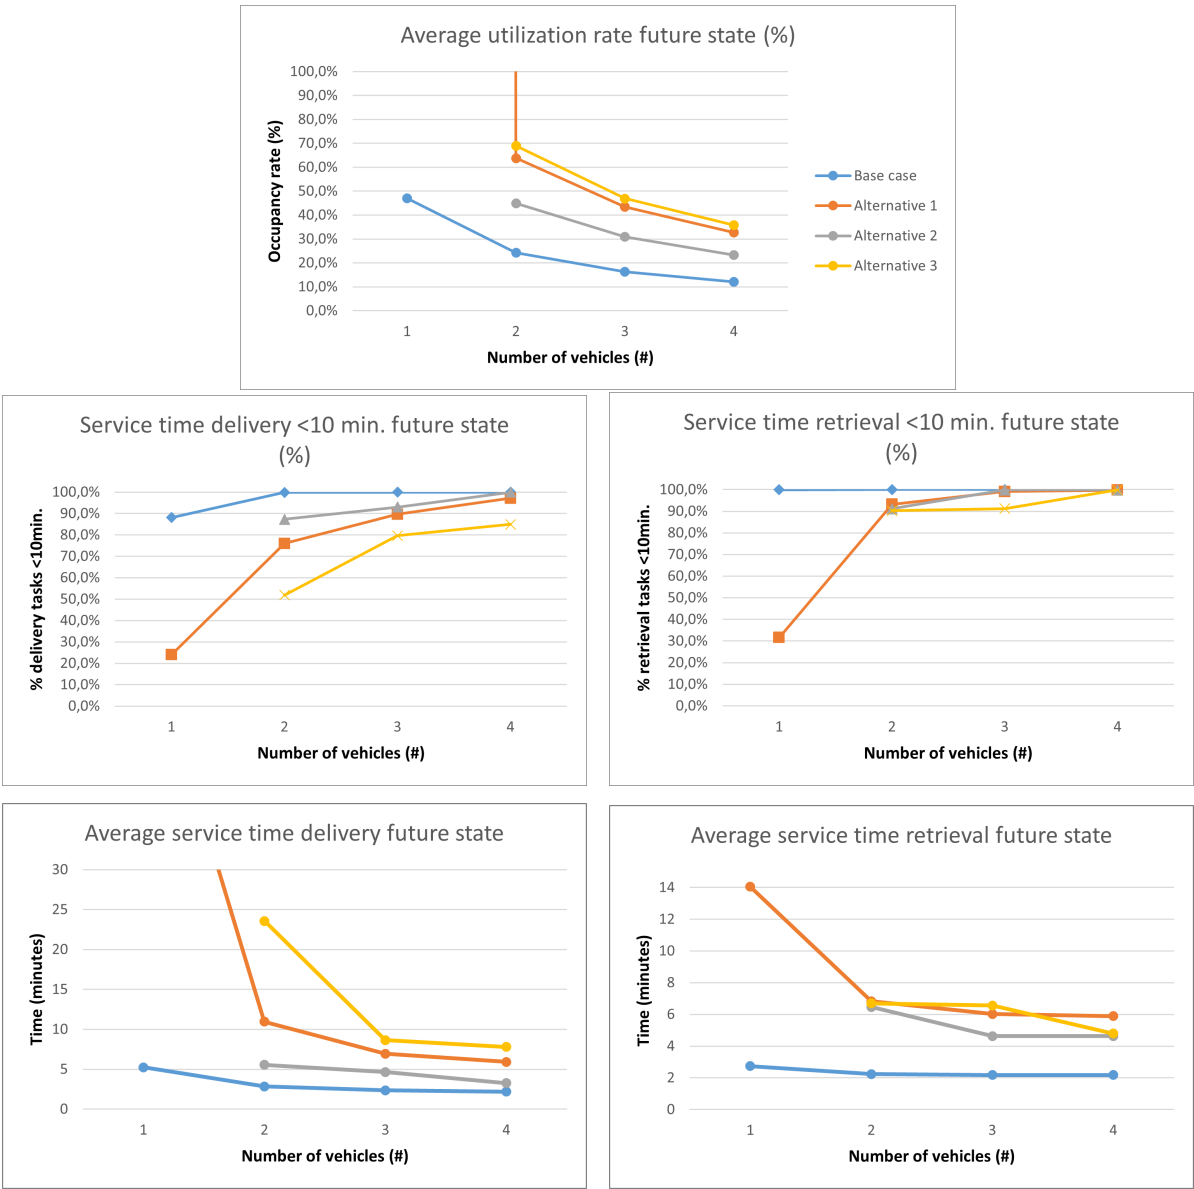 Average utilization rate future state (%)
100,0%
90,0%
80,0%
70,0%
60,0%
50,0%
40,0%
30,0%
20,0%
10,0%
0,0%
Occupancy rate (%)
1 2 3 4
Number of vehicles (#)
Base case
Alternative 1
Alternative 2
Alternative 3
Service time delivery <10 min. future state
(%)
100,0%
90,0%
80,0%
70,0%
60,0%
50,0%
40,0%
30,0%
20,0%
10,0%
0,0%
% delivery tasks <10min.
1 2 3 4
Number of vehicles (#)
Service time retrieval <10 min. future state
(%)
100,0%
90,0%
80,0%
70,0%
60,0%
50,0%
40,0%
30,0%
20,0%
10,0%
0,0%
% retrieval tasks <10min.
1 2 3 4
Number of vehicles (#)
Average service time delivery future state
30
25
20
15
10
5
0
Time (minutes)
1 2 3 4
Number of vehicles (#)
Average service time retrieval future state
14
12
10
8
6
4
2
0
Time (minutes)
1 2 3 4
Number of vehicles (#)